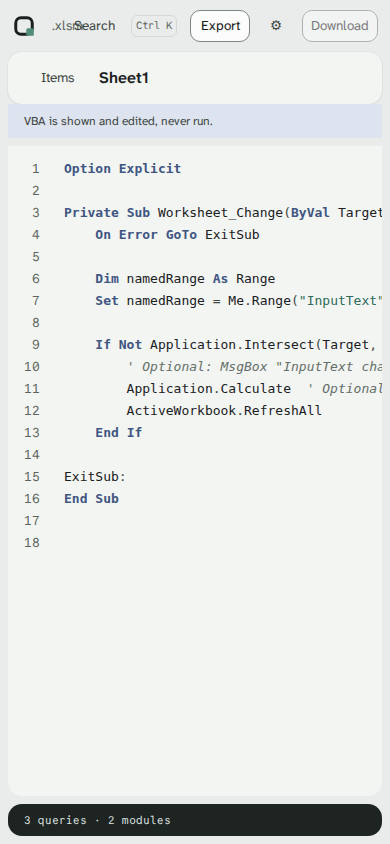 .xlsm Search Ctrl K Export Download
Items Sheet1
VBA is shown and edited, never run.
1 Option Explicit
2
3 Private Sub Worksheet_Change(ByVal Target
4 On Error GoTo ExitSub
5
6 Dim namedRange As Range
7 Set namedRange = Me.Range("InputText"
8
9 If Not Application.Intersect(Target,
10 ' Optional: MsgBox "InputText cha
11 Application.Calculate ' Optional
12 ActiveWorkbook.RefreshAll
13 End If
14
15 ExitSub:
16 End Sub
17
18
3 queries · 2 modules